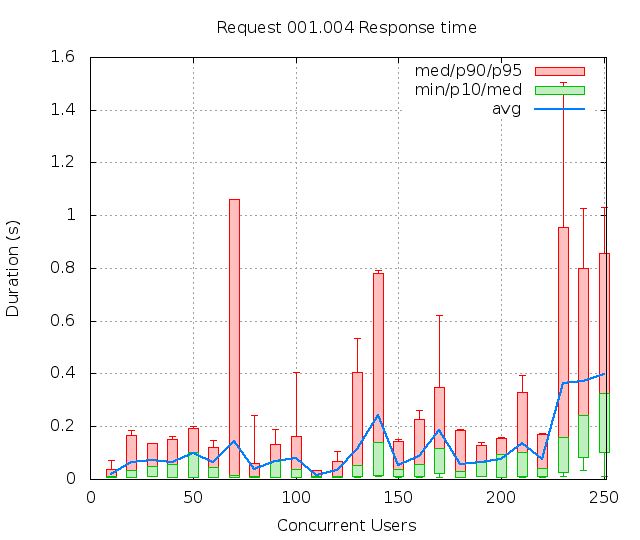 Request 001.004 Response time
med/p90/p95
min/p10/med
avg
Duration (s)
1.6
1.4
1.2
1
0.8
0.6
0.4
0.2
0
0 50 100 150 200 250
Concurrent Users